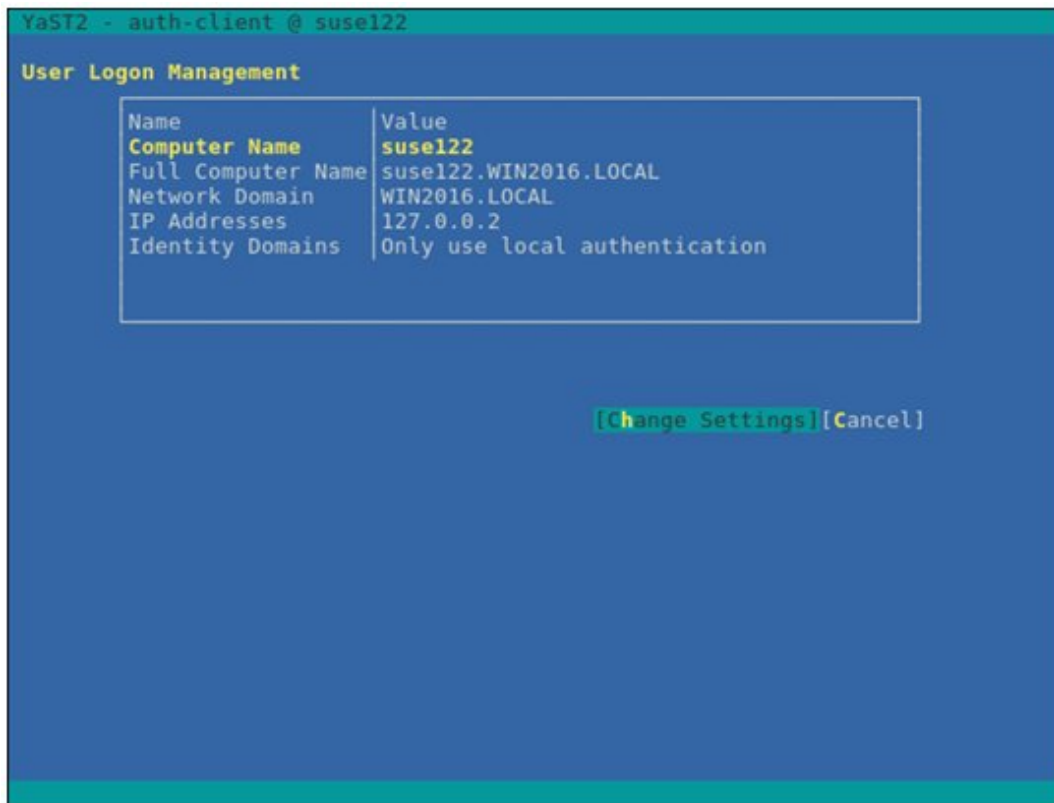 YaST2 - auth-client @ suse122
User Logon Management
Name Value
Computer Name suse122
Full Computer Name suse122.WIN2016.LOCAL
Network Domain WIN2016.LOCAL
IP Addresses 127.0.0.2
Identity Domains Only use local authentication
[Change Settings][Cancel]